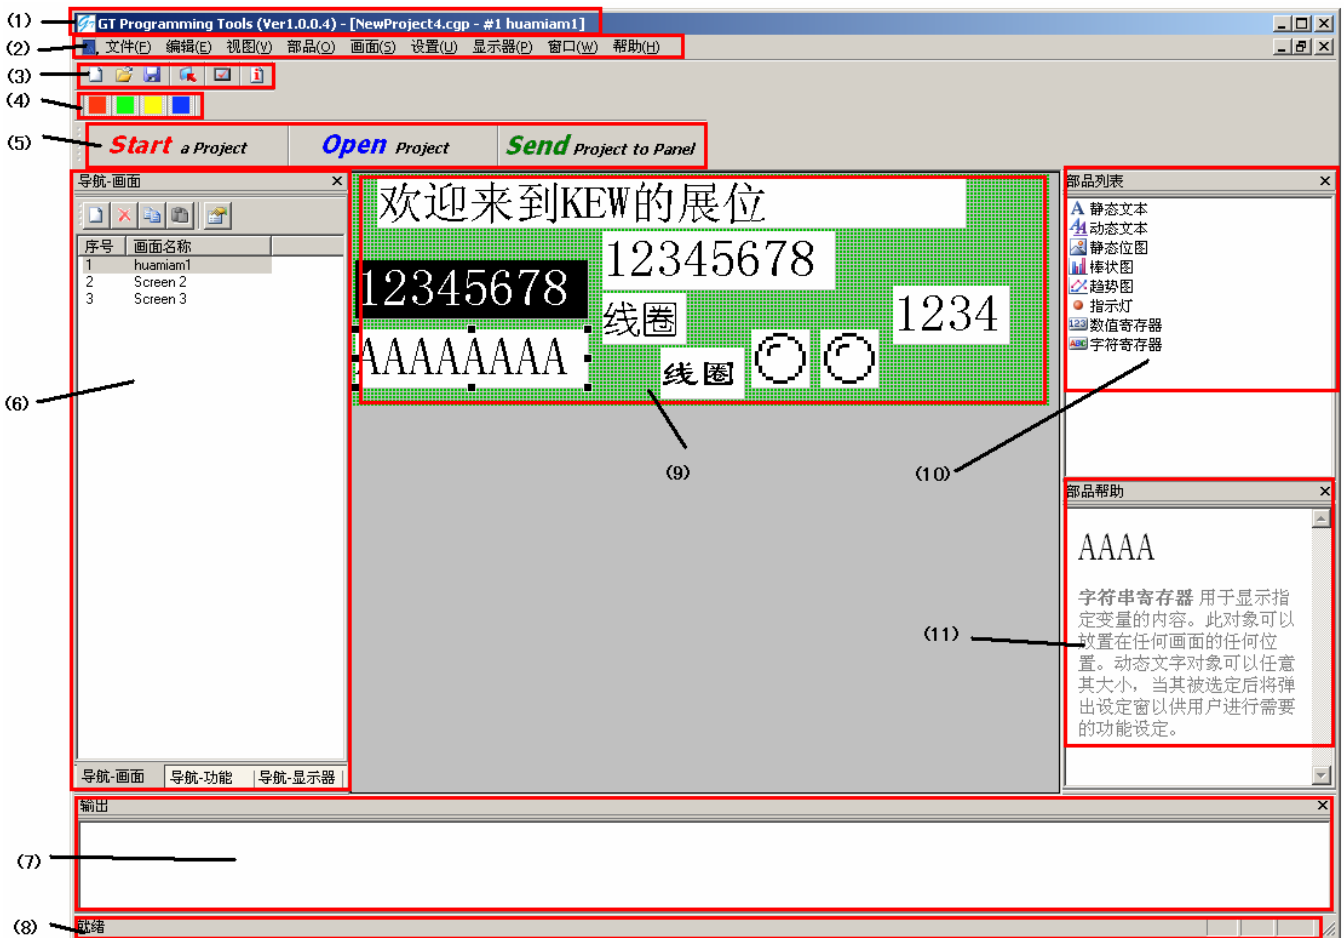 (1)
GT Programming Tools (Ver1.0.0.4) - [NewProject4.cgp - #1 huamiam1]
(2)
文件(F) 编辑(E) 视图(V) 部品(O) 画面(S) 设置(U) 显示器(P) 窗口(W) 帮助(H)
(3)
(4)
(5)
Start a Project Open Project Send Project to Panel
导航-画面
序号 画面名称
1 huamiam1
2 Screen 2
3 Screen 3
(6)
导航-画面 导航-功能 导航-显示器
欢迎来到KEW的展位
12345678
12345678
1234
线圈
AAAAAAAA
线圈
(9)
部品列表
A 静态文本
A 动态文本
静态位图
棒状图
趋势图
指示灯
123 数值寄存器
ABC 字符寄存器
(10)
部品帮助
AAAA
字符串寄存器 用于显示指
定变量的内容。此对象可以
放置在任何画面的任何位
置。动态文字对象可以任意
其大小，当其被选定后将弹
出设定窗以供用户进行需要
的功能设定。
(11)
输出
(7)
(8)
就绪